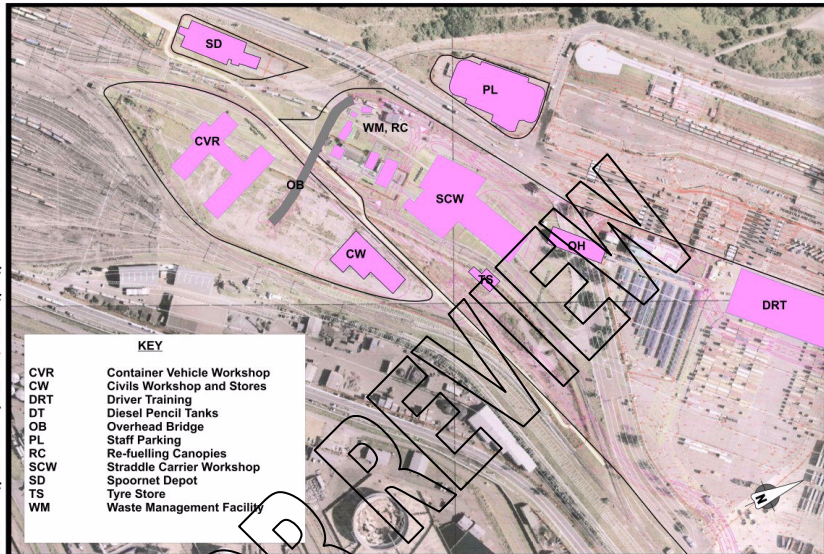 SD
PL
WM, RC
CVR
OB
SCW
OH
CW
TS
DRT
KEY
CVR Container Vehicle Workshop
CW Civils Workshop and Stores
DRT Driver Training
DT Diesel Pencil Tanks
OB Overhead Bridge
PL Staff Parking
RC Re-fuelling Canopies
SCW Straddle Carrier Workshop
SD Spoornet Depot
TS Tyre Store
WM Waste Management Facility
N
PREVIEW